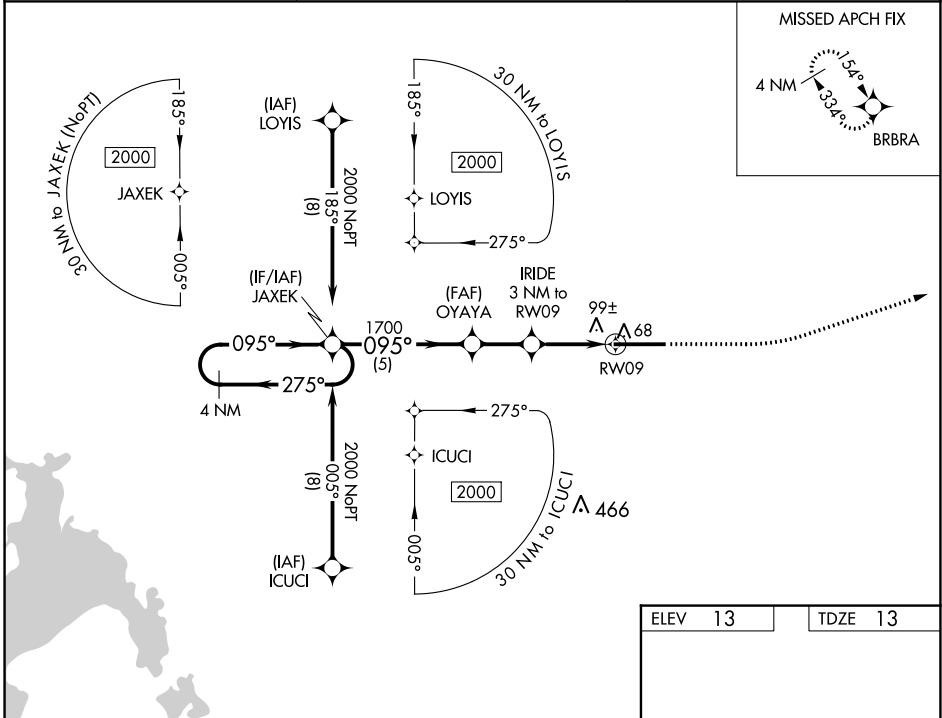 MISSED APCH FIX
4 NM
154°
334°
BRBRA
30 NM to JAXEK (NoPT)
185°
2000
JAXEK
005°
(IAF)
LOYIS
2000 NoPT
185°
(8)
30 NM to LOYIS
185°
2000
LOYIS
275°
(IF/IAF)
JAXEK
095°
275°
4 NM
1700
095°
(5)
(FAF)
OYAYA
IRIDE
3 NM to
RW09
99±
68
RW09
2000 NoPT
005°
(8)
(IAF)
ICUCI
275°
ICUCI
2000
005°
30 NM to ICUCI
466
ELEV 13
TDZE 13